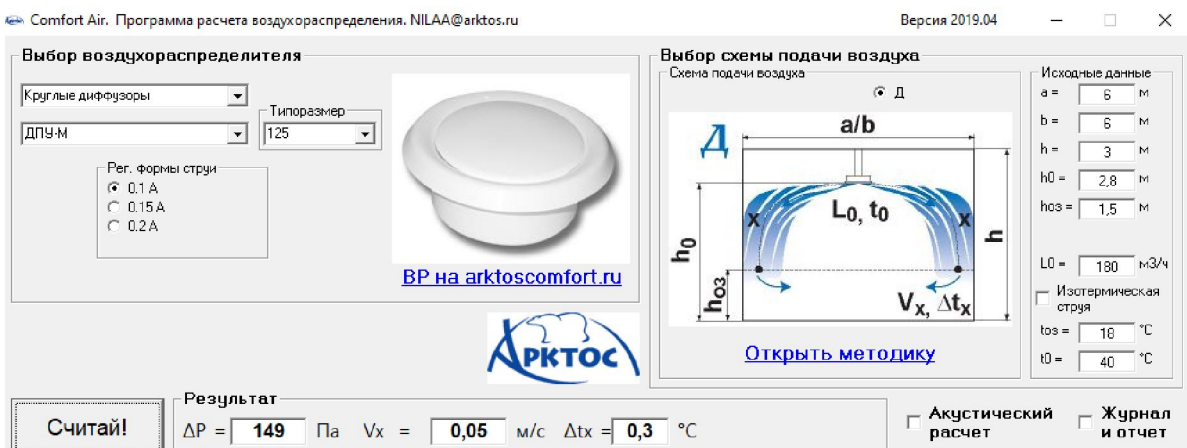 Comfort Air. Программа расчета воздухораспределения. NILAA@arktos.ru
Версия 2019.04
Выбор воздухораспределителя
Круглые диффузоры
ДПУ-М
Типоразмер
125
Рег. формы струи
0.1 A
0.15 A
0.2 A
ВР на arktoscomfort.ru
АРКТОС
Выбор схемы подачи воздуха
Схема подачи воздуха
Д
Д
a/b
L0, t0
x
x
h0
h
hоз
Vx, Δtx
Открыть методику
Исходные данные
a = 6 м
b = 6 м
h = 3 м
h0 = 2,8 м
hоз = 1,5 м
L0 = 180 м3/ч
Изотермическая
струя
tоз = 18 °C
t0 = 40 °C
Считай!
Результат
ΔP = 149 Па Vx = 0,05 м/с Δtx = 0,3 °C
Акустический
расчет
Журнал
и отчет